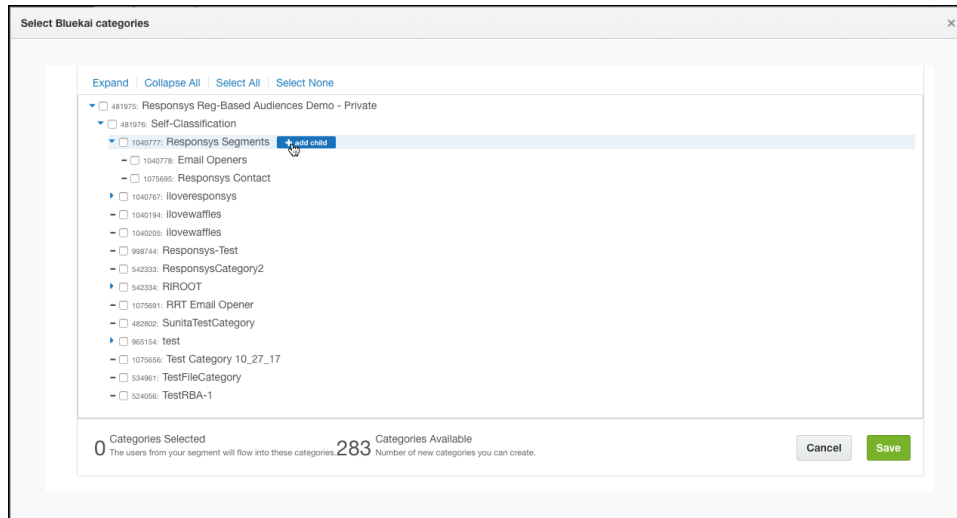 Select Bluekai categories
Expand Collapse All Select All Select None
481975: Responsys Reg-Based Audiences Demo - Private
481976: Self-Classification
1040777: Responsys Segments + add child
1040778: Email Openers
1075695: Responsys Contact
1040767: iloveresponsys
1040194: ilovewaffles
1040205: ilovewaffles
998744: Responsys-Test
542333: ResponsysCategory2
542334: RIROOT
1075691: RRT Email Opener
482802: SunitaTestCategory
965154: test
1075656: Test Category 10_27_17
534961: TestFileCategory
524056: TestRBA-1
0 Categories Selected
The users from your segment will flow into these categories.
283 Categories Available
Number of new categories you can create.
Cancel Save